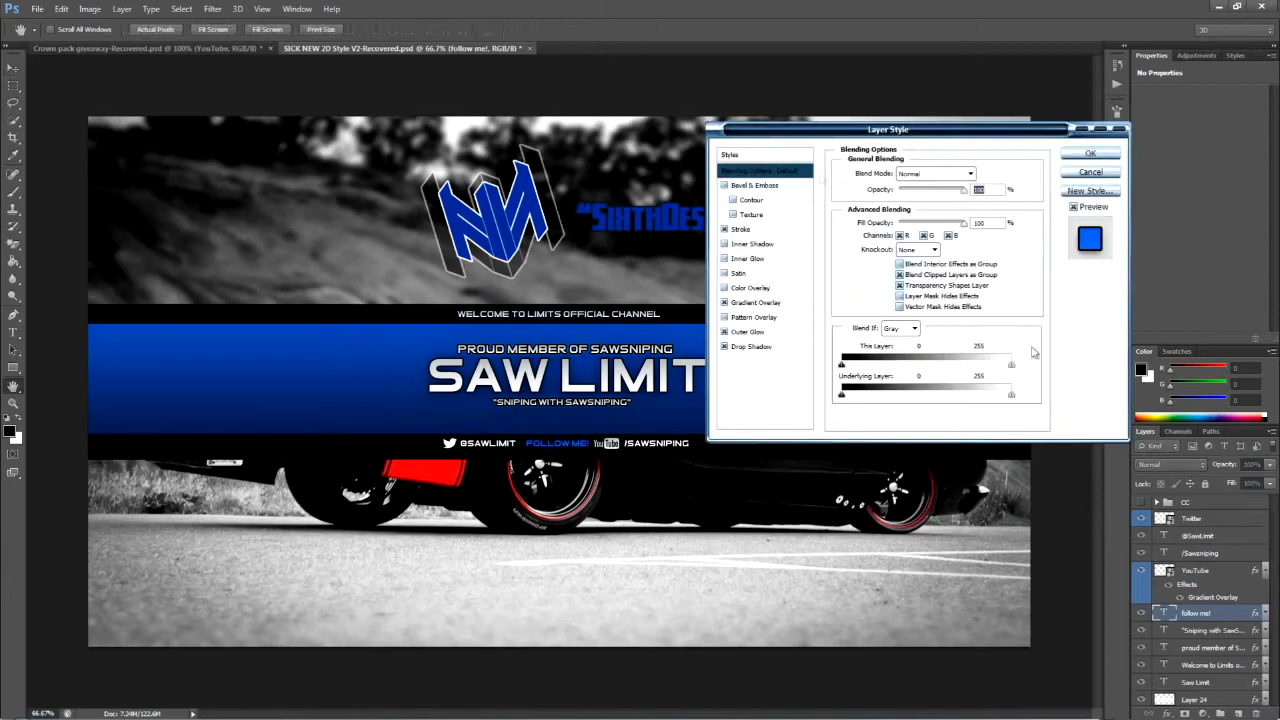 Ps File Edit Image Layer Type Select Filter 3D View Window Help
Scroll All Windows Actual Pixels Fit Screen Fill Screen Print Size 3D
Crown pack giveaway-Recovered.psd @ 100% (YouTube, RGB/8) * × SICK NEW 2D Style V2-Recovered.psd @ 66.7% (follow me!, RGB/8) * ×
Properties Adjustments Styles
No Properties
Layer Style
Styles
Blending Options: Default
Bevel & Emboss
Contour
Texture
Stroke
Inner Shadow
Inner Glow
Satin
Color Overlay
Gradient Overlay
Pattern Overlay
Outer Glow
Drop Shadow
Blending Options
General Blending
Blend Mode: Normal
Opacity: 100 %
Advanced Blending
Fill Opacity: 100 %
Channels: R G B
Knockout: None
Blend Interior Effects as Group
Blend Clipped Layers as Group
Transparency Shapes Layer
Layer Mask Hides Effects
Vector Mask Hides Effects
Blend If: Gray
This Layer: 0 255
Underlying Layer: 0 255
OK
Cancel
New Style...
Preview
"SixthDes
WELCOME TO LIMITS OFFICIAL CHANNEL
PROUD MEMBER OF SAWSNIPING
SAW LIMIT
"SNIPING WITH SAWSNIPING"
@SAWLIMIT FOLLOW ME! YouTube /SAWSNIPING
Color Swatches
R 0
G 0
B 0
Layers Channels Paths
Kind
Normal Opacity: 100%
Lock: Fill: 100%
CC
Twitter
@SawLimit
/Sawsniping
YouTube fx
Effects
Gradient Overlay
follow me! fx
"Sniping with SawS... fx
proud member of S... fx
Welcome to Limits o... fx
Saw Limit fx
Layer 24
66.67% Doc: 7.24M/122.6M